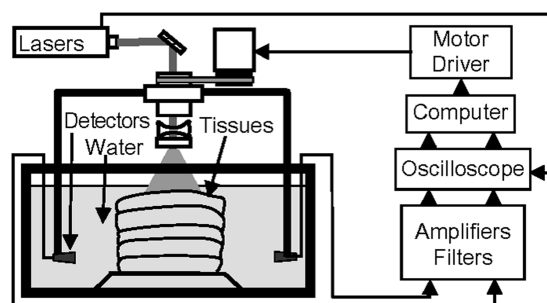 Lasers
Motor
Driver
Computer
Detectors
Tissues
Water
Oscilloscope
Amplifiers
Filters